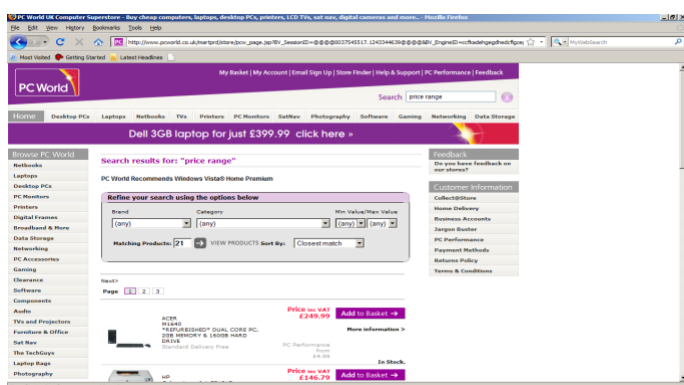 PC World UK Computer Superstore - Buy cheap computers, laptops, desktop PCs, printers, LCD TVs, sat nav, digital cameras and more.. - Mozilla Firefox
File Edit View History Bookmarks Tools Help
MyWebSearch
Most Visited Getting Started Latest Headlines
My Basket | My Account | Email Sign Up | Store Finder | Help & Support | PC Performance | Feedback
PC World
Search price range
Home Desktop PCs Laptops Netbooks TVs Printers PC Monitors SatNav Photography Software Gaming Networking Data Storage
Dell 3GB laptop for just £399.99 click here »
Browse PC World
Netbooks
Laptops
Desktop PCs
PC Monitors
Printers
Digital Frames
Broadband & More
Data Storage
Networking
PC Accessories
Gaming
Clearance
Software
Components
Audio
TVs and Projectors
Furniture & Office
Sat Nav
The TechGuys
Laptop Bags
Photography
Search results for: "price range"
PC World Recommends Windows Vista® Home Premium
Refine your search using the options below
Brand Category Min Value/Max Value
(any) (any) (any) (any)
Matching Products: 21 VIEW PRODUCTS Sort By: Closest match
Next>
Page 1 2 3
ACER
M1640
*REFURBISHED* DUAL CORE PC,
2GB MEMORY & 160GB HARD
DRIVE
Standard Delivery Free
Price inc VAT
£249.99
Add to Basket
More information >
PC Performance
from
£4.99
In Stock.
HP
Price inc VAT
£146.79
Add to Basket
Feedback
Do you have feedback on
our stores?
Customer Information
Collect@Store
Home Delivery
Business Accounts
Jargon Buster
PC Performance
Payment Methods
Returns Policy
Terms & Conditions